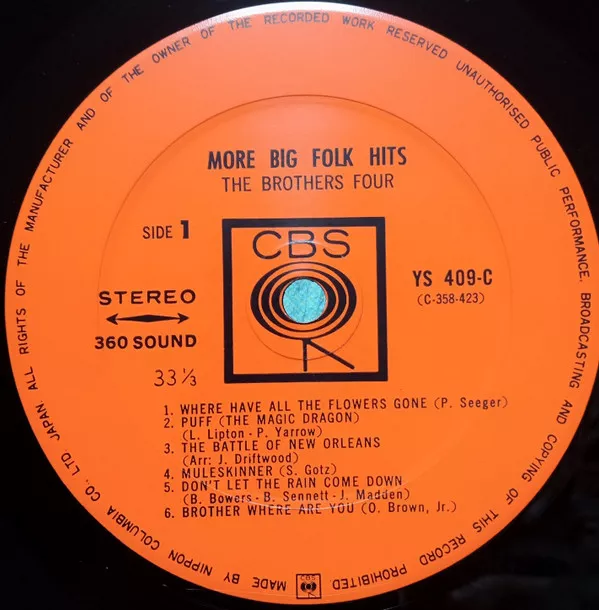 MORE BIG FOLK HITS
THE BROTHERS FOUR
SIDE 1
CBS
STEREO
360 SOUND
33 ⅓
YS 409-C
(C-358-423)
1. WHERE HAVE ALL THE FLOWERS GONE (P. Seeger)
2. PUFF (THE MAGIC DRAGON)
(L. Lipton - P. Yarrow)
3. THE BATTLE OF NEW ORLEANS
(Arr: J. Driftwood)
4. MULESKINNER (S. Gotz)
5. DON'T LET THE RAIN COME DOWN
(B. Bowers - B. Sennett - J. Madden)
6. BROTHER WHERE ARE YOU (O. Brown, Jr.)
MADE BY NIPPON COLUMBIA CO., LTD JAPAN ALL RIGHTS OF THE MANUFACTURER AND OF THE OWNER OF THE RECORDED WORK RESERVED UNAUTHORISED PUBLIC PERFORMANCE, BROADCASTING AND COPYING OF THIS RECORD PROHIBITED.
CBS